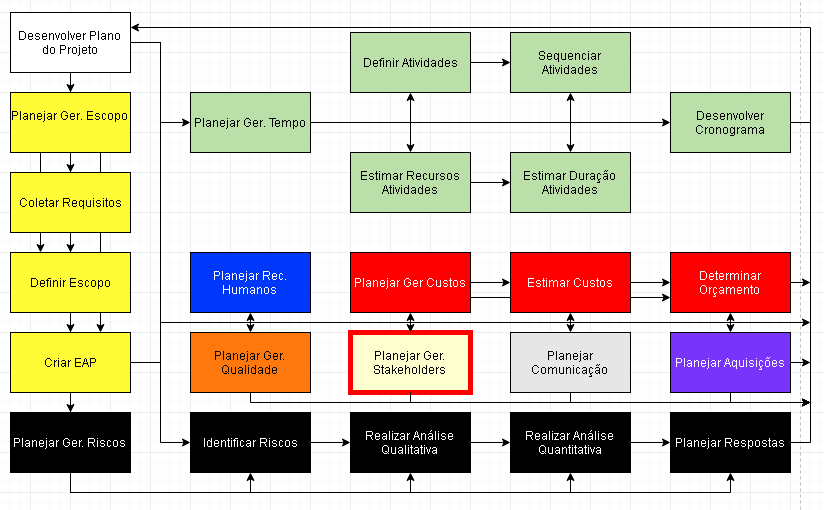 Desenvolver Plano
do Projeto
Definir Atividades
Sequenciar
Atividades
Planejar Ger. Escopo
Planejar Ger. Tempo
Desenvolver
Cronograma
Coletar Requisitos
Estimar Recursos
Atividades
Estimar Duração
Atividades
Definir Escopo
Planejar Rec.
Humanos
Planejar Ger Custos
Estimar Custos
Determinar
Orçamento
Criar EAP
Planejar Ger.
Qualidade
Planejar Ger.
Stakeholders
Planejar
Comunicação
Planejar Aquisições
Planejar Ger. Riscos
Identificar Riscos
Realizar Análise
Qualitativa
Realizar Análise
Quantitativa
Planejar Respostas